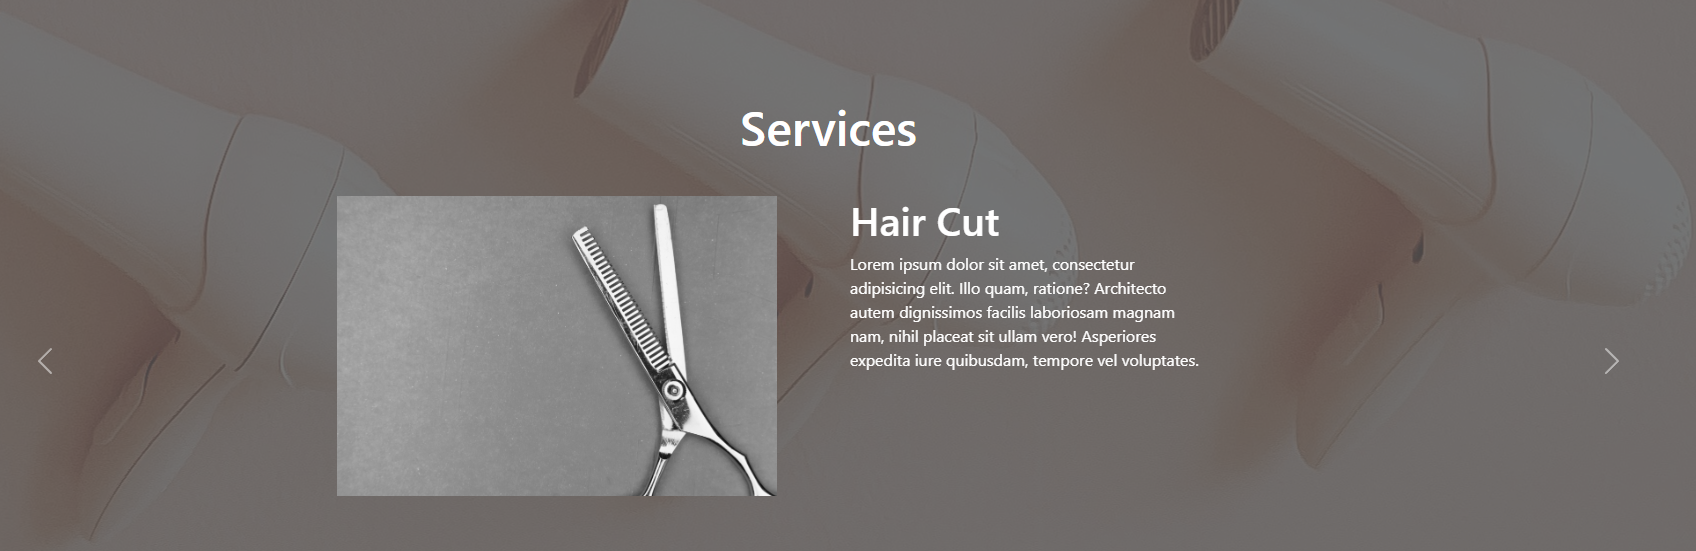 Services
Hair Cut
Lorem ipsum dolor sit amet, consectetur
adipisicing elit. Illo quam, ratione? Architecto
autem dignissimos facilis laboriosam magnam
nam, nihil placeat sit ullam vero! Asperiores
expedita iure quibusdam, tempore vel voluptates.